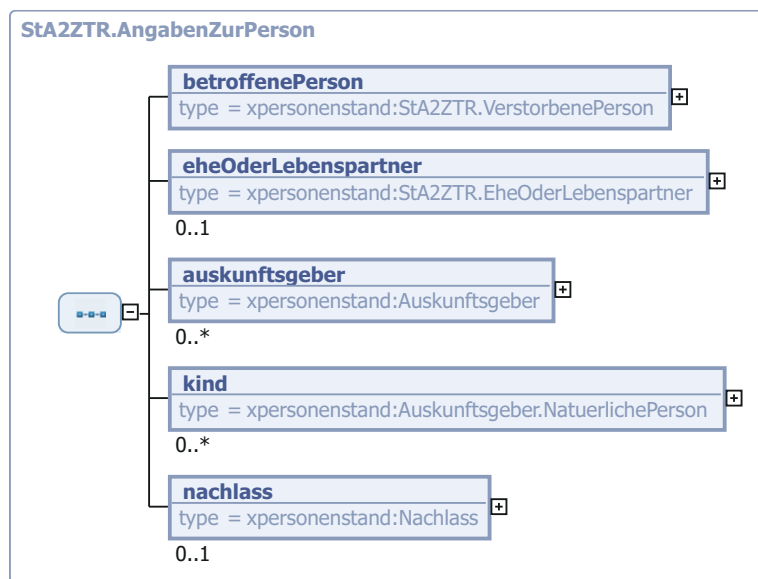 StA2ZTR.AngabenZurPerson
betroffenePerson
type = xpersonenstand:StA2ZTR.VerstorbenePerson
eheOderLebenspartner
type = xpersonenstand:StA2ZTR.EheOderLebenspartner
0..1
auskunftsgeber
type = xpersonenstand:Auskunftsgeber
0..*
kind
type = xpersonenstand:Auskunftsgeber.NatuerlichePerson
0..*
nachlass
type = xpersonenstand:Nachlass
0..1